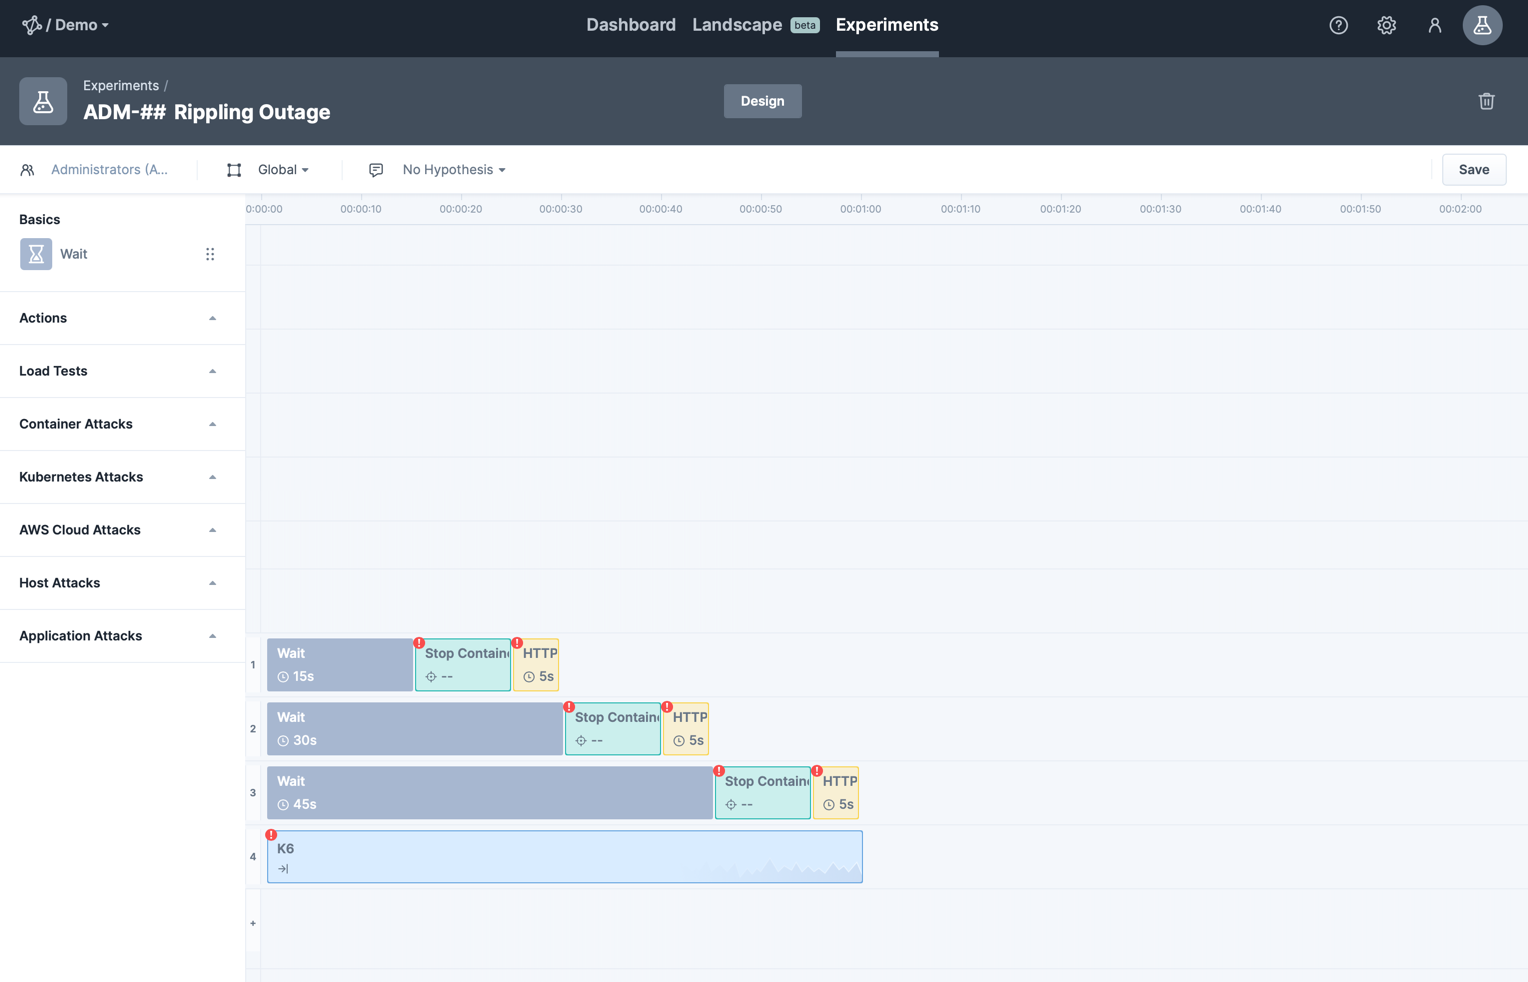 / Demo
Dashboard
Landscape beta
Experiments
Experiments /
ADM-## Rippling Outage
Design
Administrators (A...
Global
No Hypothesis
Save
0:00:00 00:00:10 00:00:20 00:00:30 00:00:40 00:00:50 00:01:00 00:01:10 00:01:20 00:01:30 00:01:40 00:01:50 00:02:00
Basics
Wait
Actions
Load Tests
Container Attacks
Kubernetes Attacks
AWS Cloud Attacks
Host Attacks
Application Attacks
1
Wait
15s
Stop Contain
--
HTTP
5s
2
Wait
30s
Stop Contain
--
HTTP
5s
3
Wait
45s
Stop Contain
--
HTTP
5s
4
K6
+